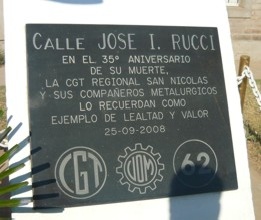 CALLE JOSE I. RUCCI
EN EL 35º ANIVERSARIO
DE SU MUERTE,
LA CGT REGIONAL SAN NICOLAS
Y SUS COMPAÑEROS METALURGICOS
LO RECUERDAN COMO
EJEMPLO DE LEALTAD Y VALOR
25-09-2008
CGT UOM 62